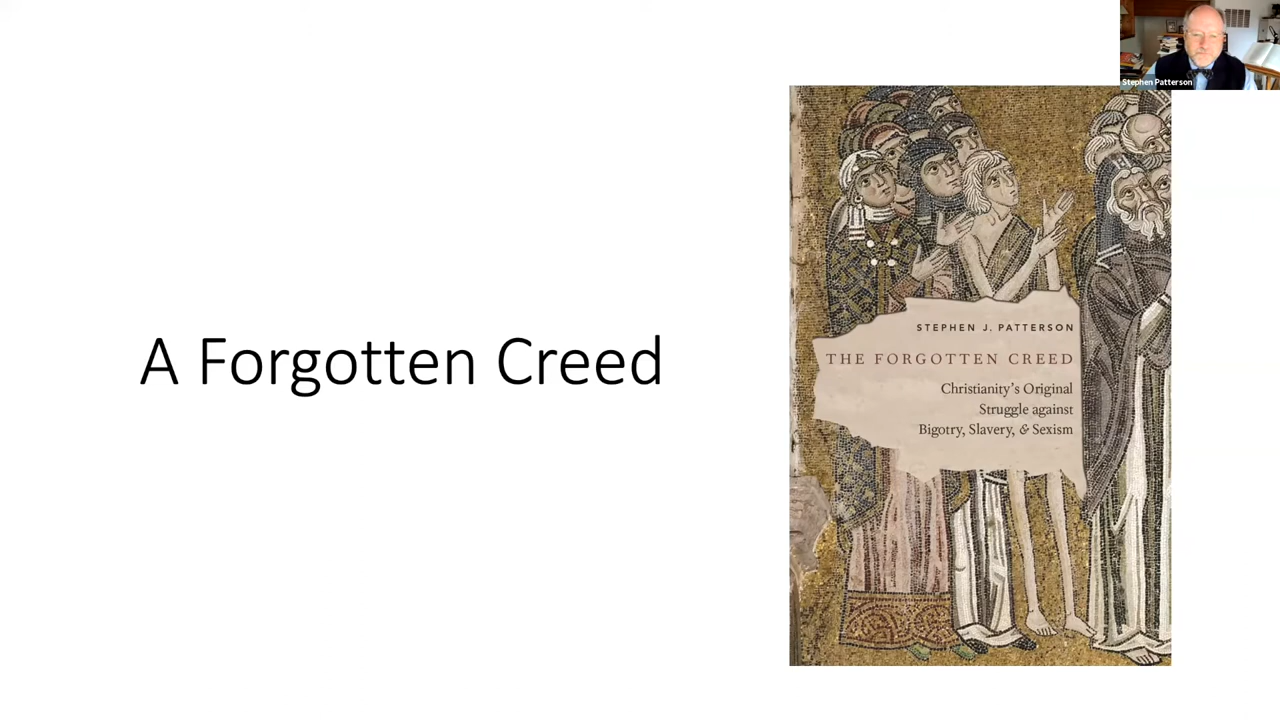 Stephen Patterson
A Forgotten Creed
STEPHEN J. PATTERSON
THE FORGOTTEN CREED
Christianity's Original
Struggle against
Bigotry, Slavery, & Sexism